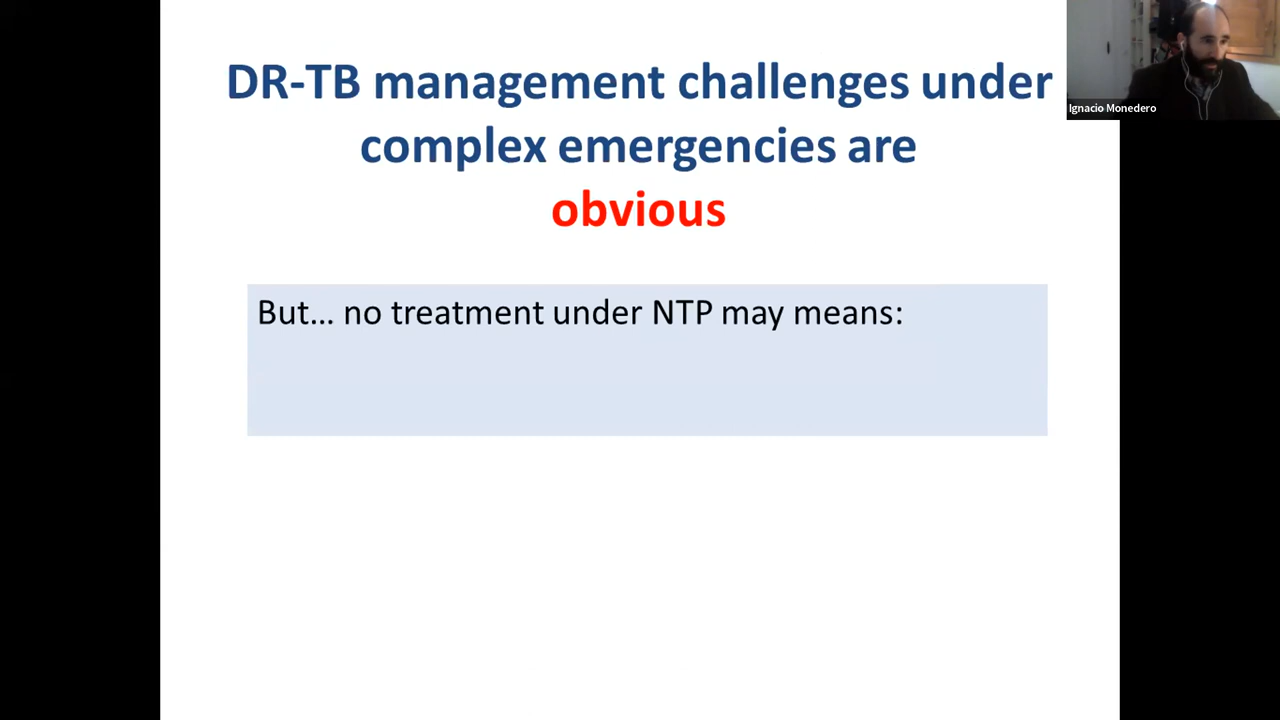 DR-TB management challenges under
complex emergencies are
obvious
But... no treatment under NTP may means:
Ignacio Monedero